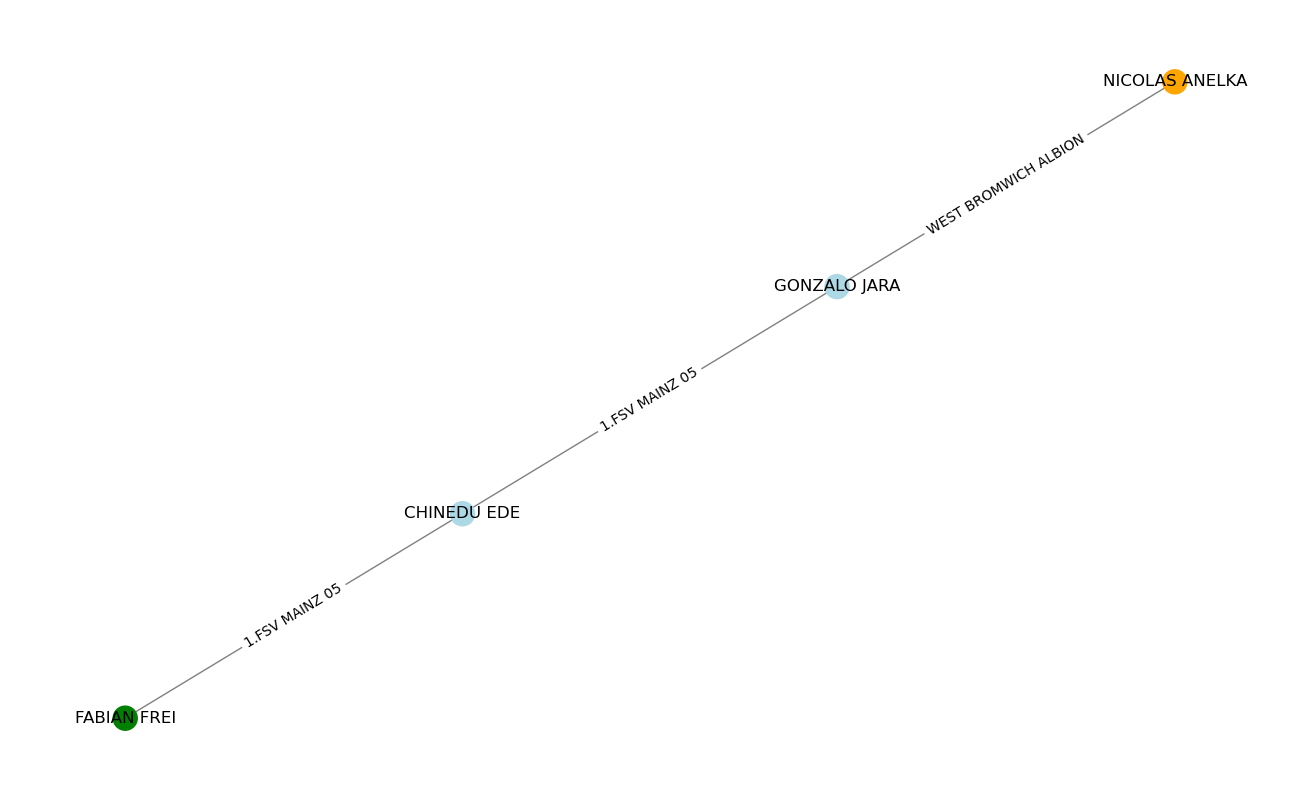 NICOLAS ANELKA
WEST BROMWICH ALBION
GONZALO JARA
1.FSV MAINZ 05
CHINEDU EDE
1.FSV MAINZ 05
FABIAN FREI